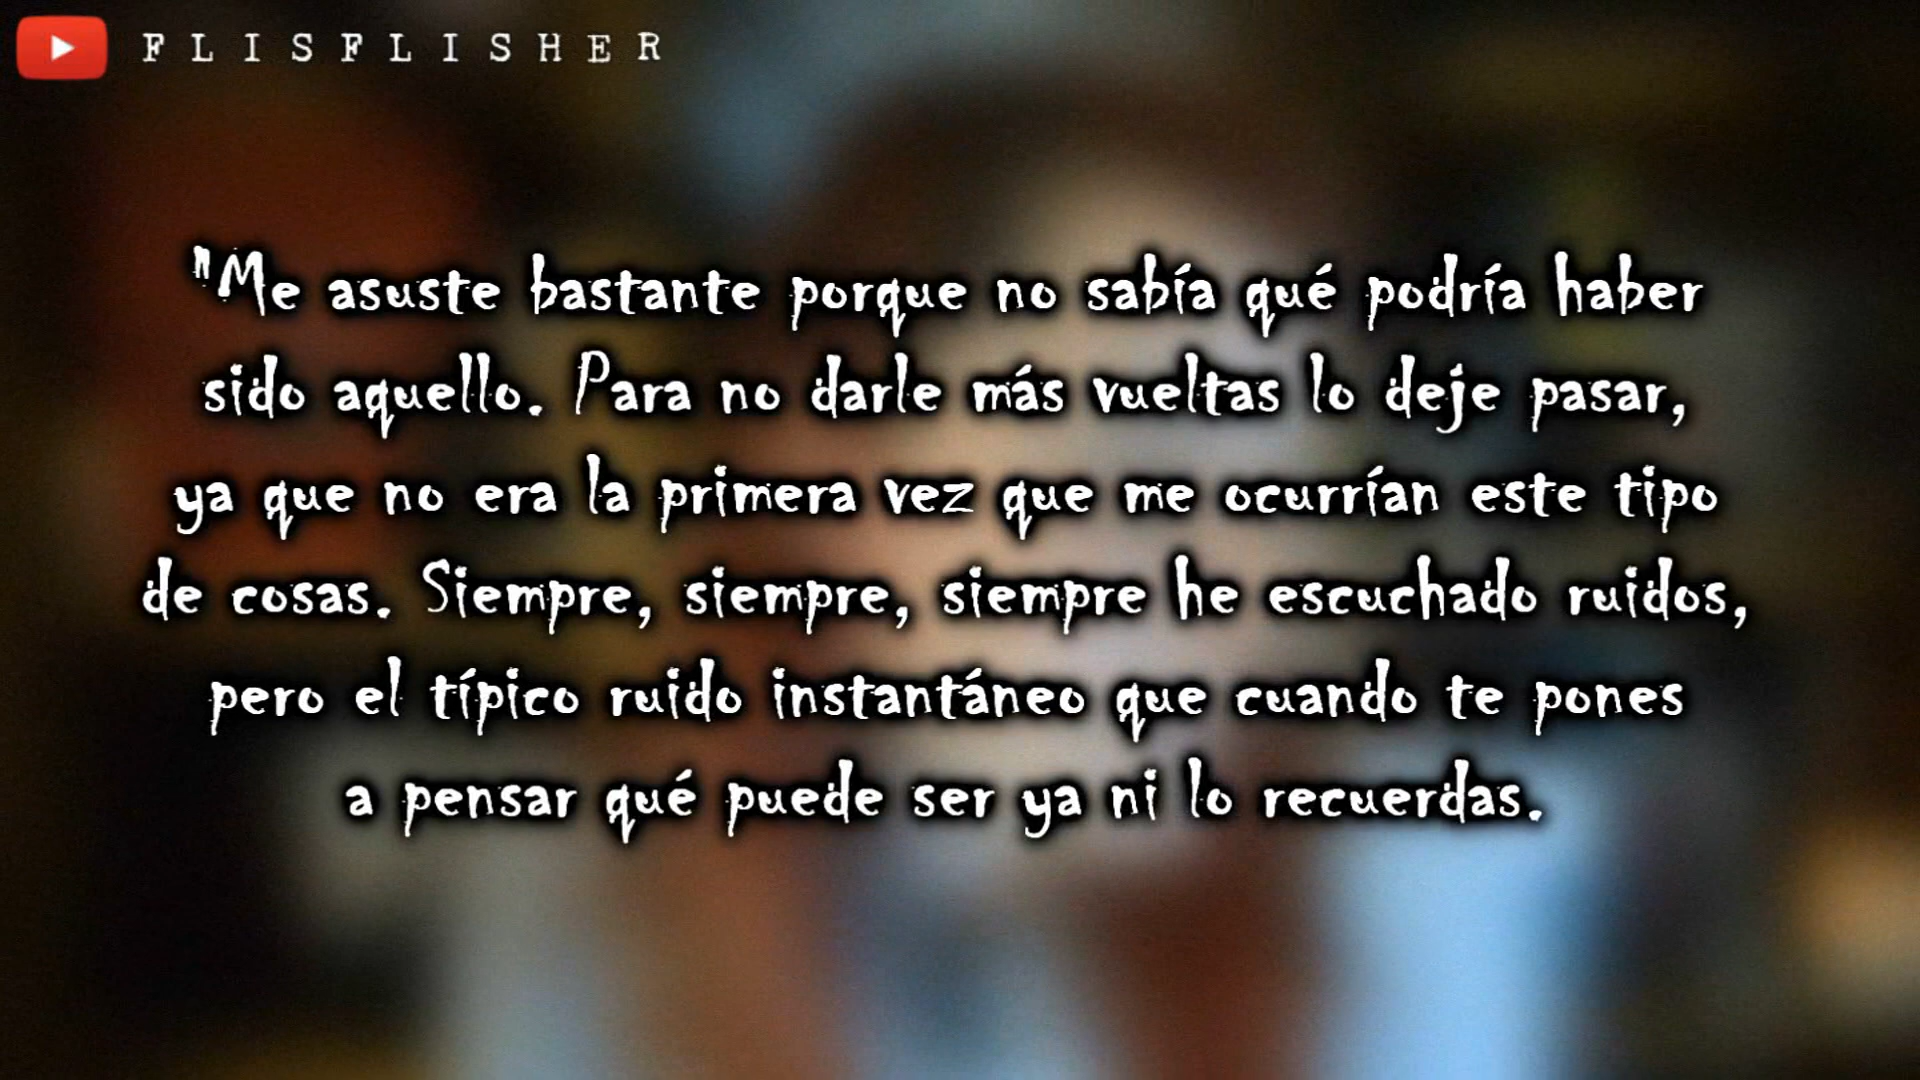 FLISFLISHER
"Me asuste bastante porque no sabía qué podría haber
sido aquello. Para no darle más vueltas lo deje pasar,
ya que no era la primera vez que me ocurrían este tipo
de cosas. Siempre, siempre, siempre he escuchado ruidos,
pero el típico ruido instantáneo que cuando te pones
a pensar qué puede ser ya ni lo recuerdas.